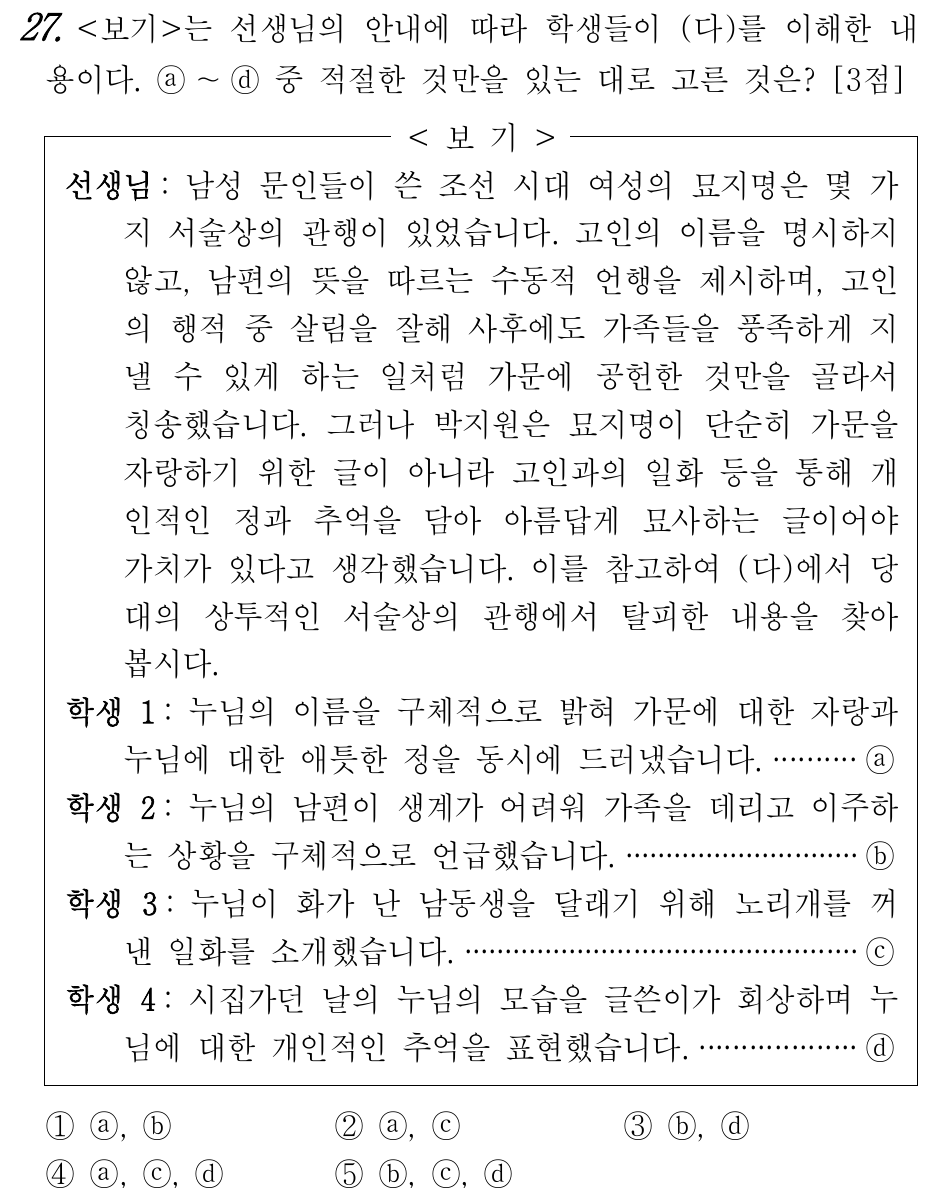 27. <보기>는 선생님의 안내에 따라 학생들이 (다)를 이해한 내
용이다. ⓐ ~ ⓓ 중 적절한 것만을 있는 대로 고른 것은? [3점]
< 보 기 >
선생님 : 남성 문인들이 쓴 조선 시대 여성의 묘지명은 몇 가
지 서술상의 관행이 있었습니다. 고인의 이름을 명시하지
않고, 남편의 뜻을 따르는 수동적 언행을 제시하며, 고인
의 행적 중 살림을 잘해 사후에도 가족들을 풍족하게 지
낼 수 있게 하는 일처럼 가문에 공헌한 것만을 골라서
칭송했습니다. 그러나 박지원은 묘지명이 단순히 가문을
자랑하기 위한 글이 아니라 고인과의 일화 등을 통해 개
인적인 정과 추억을 담아 아름답게 묘사하는 글이어야
가치가 있다고 생각했습니다. 이를 참고하여 (다)에서 당
대의 상투적인 서술상의 관행에서 탈피한 내용을 찾아
봅시다.
학생 1 : 누님의 이름을 구체적으로 밝혀 가문에 대한 자랑과
누님에 대한 애틋한 정을 동시에 드러냈습니다. ·········· ⓐ
학생 2 : 누님의 남편이 생계가 어려워 가족을 데리고 이주하
는 상황을 구체적으로 언급했습니다. ····························· ⓑ
학생 3 : 누님이 화가 난 남동생을 달래기 위해 노리개를 꺼
낸 일화를 소개했습니다. ················································ ⓒ
학생 4 : 시집가던 날의 누님의 모습을 글쓴이가 회상하며 누
님에 대한 개인적인 추억을 표현했습니다. ··················· ⓓ
① ⓐ, ⓑ ② ⓐ, ⓒ ③ ⓑ, ⓓ
④ ⓐ, ⓒ, ⓓ ⑤ ⓑ, ⓒ, ⓓ